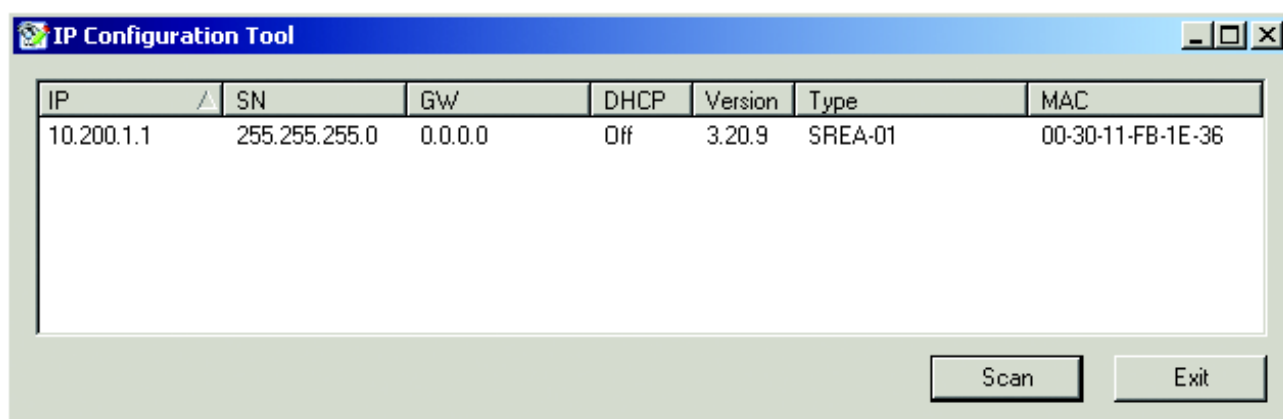 IP Configuration Tool
IP SN GW DHCP Version Type MAC
10.200.1.1 255.255.255.0 0.0.0.0 Off 3.20.9 SREA-01 00-30-11-FB-1E-36
Scan Exit